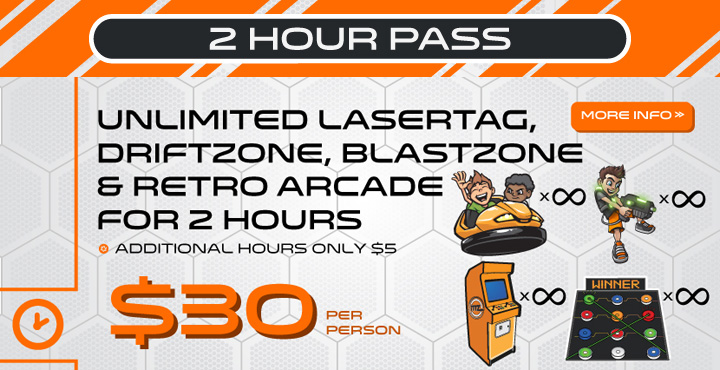 2 HOUR PASS
UNLIMITED LASERTAG,
DRIFTZONE, BLASTZONE
& RETRO ARCADE
FOR 2 HOURS
ADDITIONAL HOURS ONLY $5
$30
PER
PERSON
MORE INFO »
×∞
×∞
×∞
WINNER
×∞